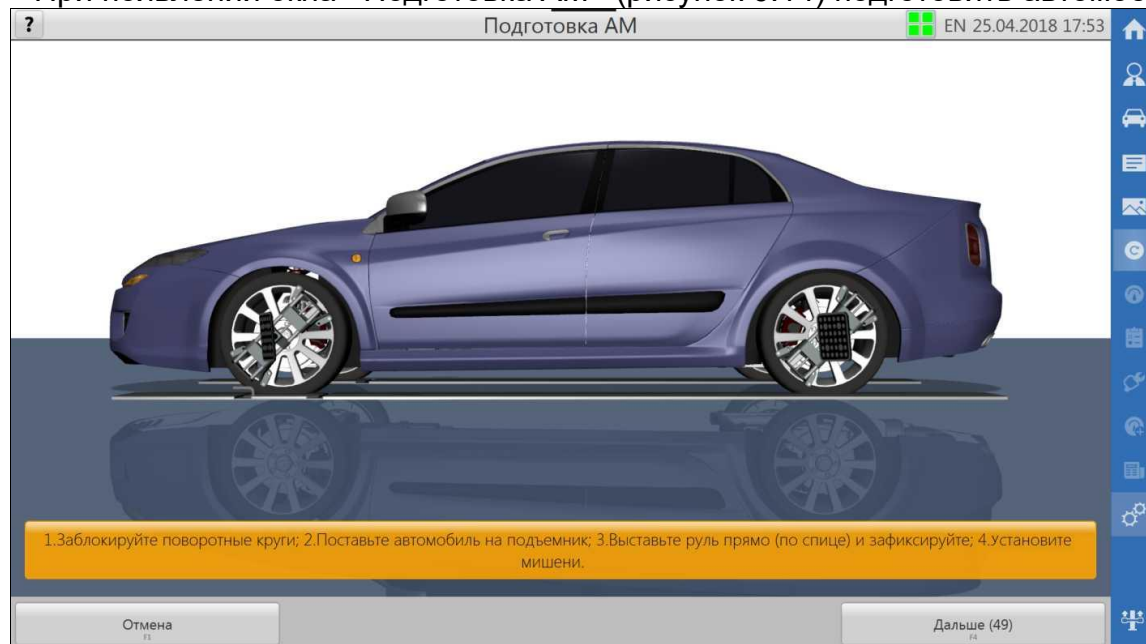 ? Подготовка АМ EN 25.04.2018 17:53
1.Заблокируйте поворотные круги; 2.Поставьте автомобиль на подъемник; 3.Выставьте руль прямо (по спице) и зафиксируйте; 4.Установите
мишени.
Отмена Дальше (49)
F1 F4